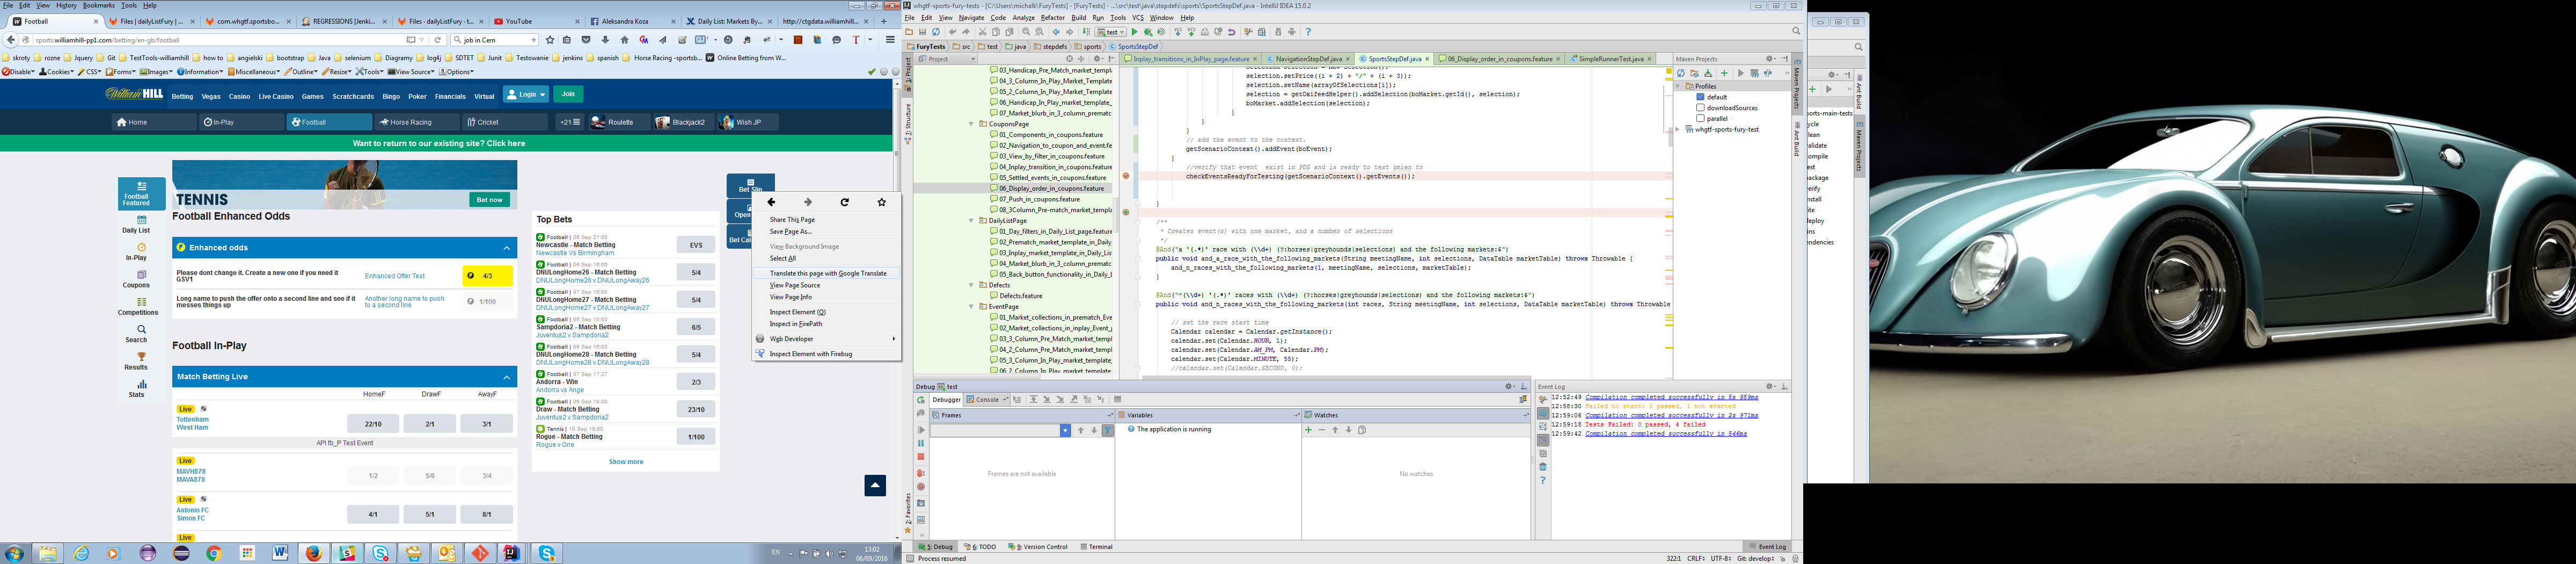 File Edit View History Bookmarks Tools Help
Football
Files | dailyListFury | ...
com.whgtf.sportsbo...
REGRESSIONS [Jenki...
Files · dailyListFury · t...
YouTube
Aleksandra Koza
Daily List: Markets By...
http://ctgdata.williamhill...
sports.williamhill-pp1.com/betting/en-gb/football
job in Cern
skroty rozne Jquery Git TestTools-williamhill how to angielski bootstrap Java selenium Diagramy log4j SDTET Junit Testowanie jenkins spanish Horse Racing -sportsb... Online Betting from W...
Disable Cookies CSS Forms Images Information Miscellaneous Outline Resize Tools View Source Options
William HILL
Betting Vegas Casino Live Casino Games Scratchcards Bingo Poker Financials Virtual Login Join
Home In-Play Football Horse Racing Cricket +21 Roulette Blackjack2 Wish JP
Want to return to our existing site? Click here
Football Featured
Daily List
In-Play
Coupons
Competitions
Search
Results
Stats
TENNIS
Bet now
Football Enhanced Odds
Enhanced odds
Please dont change it. Create a new one if you need it GSV1
Enhanced Offer Test
4/3
Long name to push the offer onto a second line and see if it messes things up
Another long name to push to a second line
1/100
Football In-Play
Match Betting Live
HomeF DrawF AwayF
Live
Tottenham
West Ham
22/10 2/1 3/1
API fb_P Test Event
Live
MAVH878
MAVA878
1/2 5/6 3/4
Live
Antonio FC
Simon FC
4/1 5/1 8/1
Live
Top Bets
Football | 06 Sep 21:00
Newcastle - Match Betting
Newcastle Vs Birmingham
EVS
Football | 06 Sep 16:00
DNULongHome26 - Match Betting
DNULongHome26 v DNULongAway26
5/4
Football | 07 Sep 16:00
DNULongHome27 - Match Betting
DNULongHome27 v DNULongAway27
5/4
Football | 06 Sep 18:00
Sampdoria2 - Match Betting
Juventus2 v Sampdoria2
6/5
Football | 08 Sep 16:00
DNULongHome28 - Match Betting
DNULongHome28 v DNULongAway28
5/4
Football | 07 Sep 17:27
Andorra - Win
Andorra vs Ange
2/3
Football | 06 Sep 18:00
Draw - Match Betting
Juventus2 v Sampdoria2
23/10
Tennis | 10 Sep 19:00
Rogue - Match Betting
Rogue v One
1/100
Show more
Bet Slip
Open
Bet Calc
Share This Page
Save Page As...
View Background Image
Select All
Translate this page with Google Translate
View Page Source
View Page Info
Inspect Element (Q)
Inspect in FirePath
Web Developer
Inspect Element with Firebug
EN
13:02
06/09/2016
whgtf-sports-fury-tests - [C:\Users\michalk\FuryTests] - [FuryTests] - ...\src\test\java\stepdefs\sports\SportsStepDef.java - IntelliJ IDEA 15.0.2
File Edit View Navigate Code Analyze Refactor Build Run Tools VCS Window Help
test
FuryTests src test java stepdefs sports SportsStepDef
Project
03_Handicap_Pre_Match_market_templ
04_3_Column_In_Play_Market_Template
05_2_Column_In_Play_Market_Templat
06_Handicap_In_Play_market_template_
07_Market_blurb_in_3_column_prematc
CouponsPage
01_Components_in_coupons.feature
02_Navigation_to_coupon_and_event.fe
03_View_by_filter_in_coupons.feature
04_Inplay_transition_in_coupons.feature
05_Settled_events_in_coupons.feature
06_Display_order_in_coupons.feature
07_Push_in_coupons.feature
08_3Column_Pre-match_market_templa
DailyListPage
01_Day_filters_in_Daily_List_page.feature
02_Prematch_market_template_in_Daily_
03_Inplay_market_template_in_Daily_List
04_Market_blurb_in_3_column_prematc
05_Back_button_functionality_in_Daily_L
Defects
Defects.feature
EventPage
01_Market_collections_in_prematch_Eve
02_Market_collections_in_inplay_Event_p
03_3_Column_Pre_Match_market_templ
04_2_Column_Pre_Match_market_templ
05_3_Column_In_Play_market_template_
06_2_Column_In_Play_market_template_
Inplay_transitions_in_InPlay_page.feature
NavigationStepDef.java
SportsStepDef.java
06_Display_order_in_coupons.feature
SimpleRunnerTest.java
selection.setPrice((i + 2) + "/" + (i + 3));
selection.setName(arrayOfSelections[i]);
selection = getOxifeedHelper().addSelection(boMarket.getId(), selection);
boMarket.addSelection(selection);
}
}
}
// add the event to the context.
getScenarioContext().addEvent(boEvent);
}
//verify that event exist in PDS and is ready to test zmien to
checkEventsReadyForTesting(getScenarioContext().getEvents());
}
/**
* Creates event(s) with one market, and a number of selections
*/
@And("a '(.*)' race with (\\d+) (?:horses|greyhounds|selections) and the following markets:$")
public void and_a_race_with_the_following_markets(String meetingName, int selections, DataTable marketTable) throws Throwable {
and_n_races_with_the_following_markets(1, meetingName, selections, marketTable);
}
@And("^(\\d+) '(.*)' races with (\\d+) (?:horses|greyhounds|selections) and the following markets:$")
public void and_n_races_with_the_following_markets(int races, String meetingName, int selections, DataTable marketTable) throws Throwable
// set the race start time
Calendar calendar = Calendar.getInstance();
calendar.set(Calendar.HOUR, 1);
calendar.set(Calendar.AM_PM, Calendar.PM);
calendar.set(Calendar.MINUTE, 55);
//calendar.set(Calendar.SECOND, 0);
Maven Projects
Profiles
default
downloadSources
parallel
whgtf-sports-fury-test
Debug test
Debugger Console
Frames
Variables
Watches
Frames are not available
The application is running
No watches
Event Log
12:52:49 Compilation completed successfully in 5s 959ms
12:58:30 Failed to start: 1 passed, 1 not started
12:59:06 Compilation completed successfully in 2s 971ms
12:59:18 Tests Failed: 0 passed, 4 failed
12:59:42 Compilation completed successfully in 546ms
5: Debug 6: TODO 9: Version Control Terminal
Event Log
Process resumed
322:1 CRLF UTF-8 Git: develop
1: Project
7: Structure
2: Favorites
Maven Projects
Ant Build
Ant Build
Maven Projects
ports-main-tests